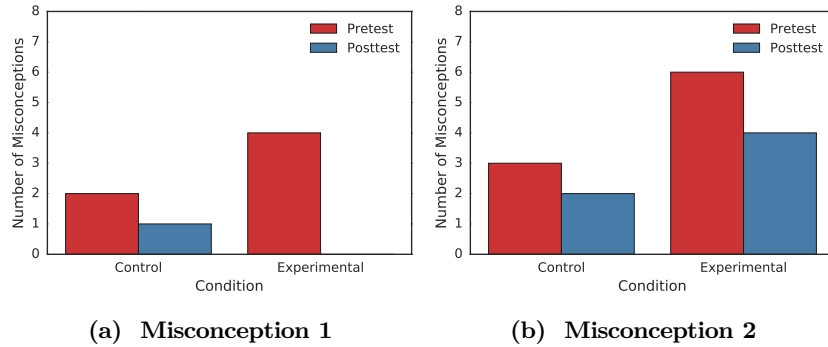 8
7
6
5
4
3
2
1
0
Number of Misconceptions
Pretest
Posttest
Control
Experimental
Condition
(a) Misconception 1
8
7
6
5
4
3
2
1
0
Number of Misconceptions
Pretest
Posttest
Control
Experimental
Condition
(b) Misconception 2